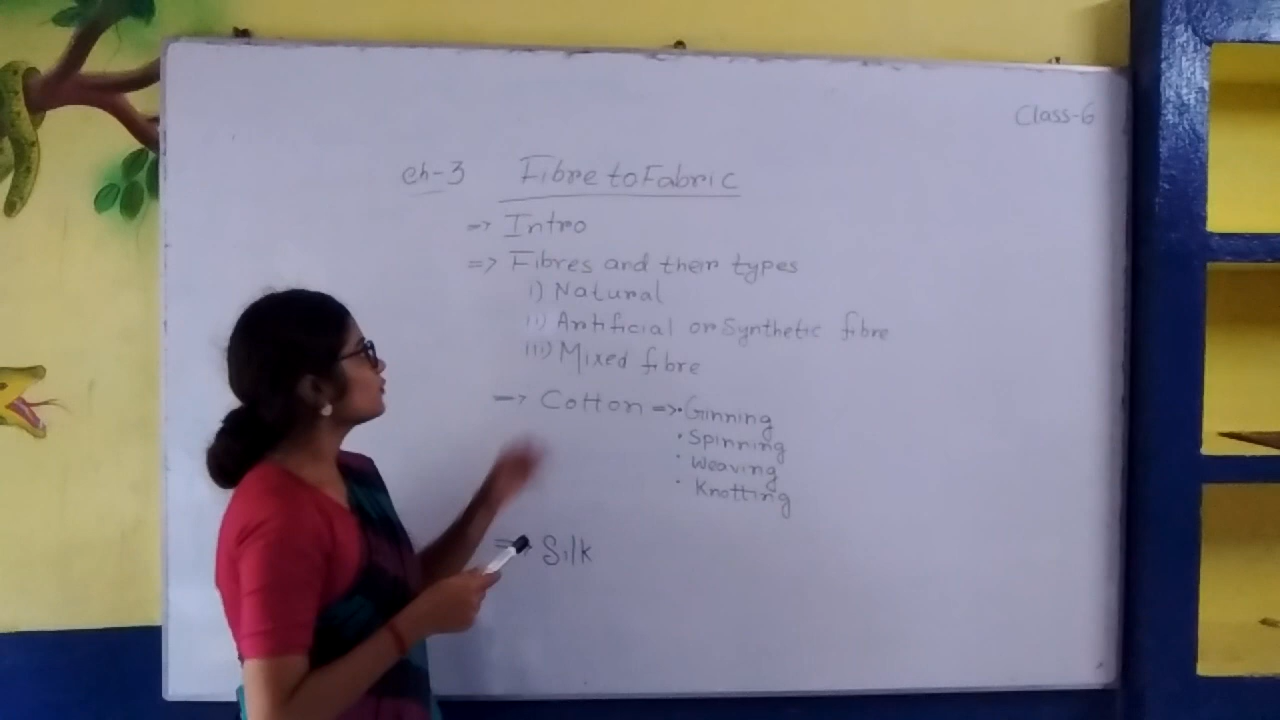 Class-6
Ch-3 Fibre to Fabric
=> Intro
=> Fibres and their types
i) Natural
ii) Artificial or Synthetic fibre
iii) Mixed fibre
=> Cotton => • Ginning
• Spinning
• Weaving
• Knotting
=> Silk